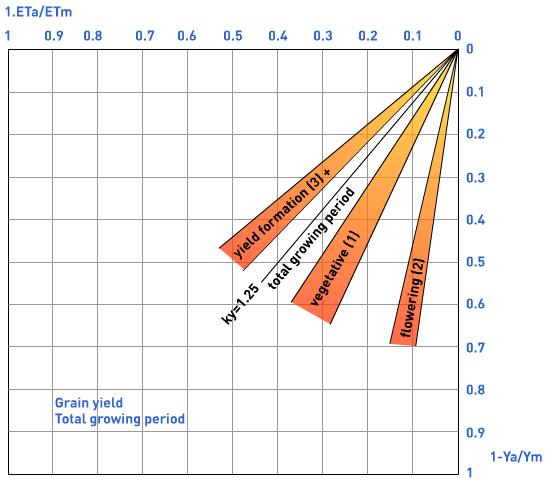 1.ETa/ETm
1 0.9 0.8 0.7 0.6 0.5 0.4 0.3 0.2 0.1 0
0
0.1
0.2
0.3
0.4
0.5
0.6
0.7
0.8
0.9
1
yield formation (3) +
ky=1.25
total growing period
vegetative (1)
flowering (2)
Grain yield
Total growing period
1-Ya/Ym